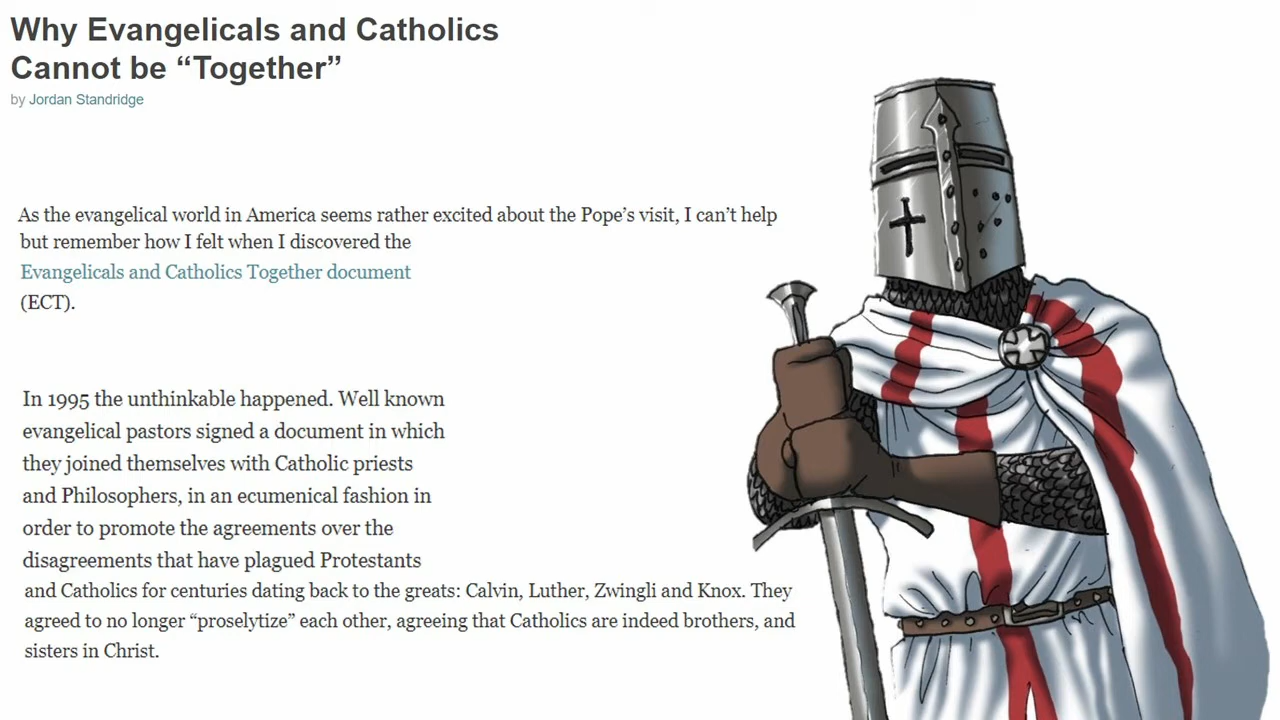 Why Evangelicals and Catholics
Cannot be “Together”
by Jordan Standridge
As the evangelical world in America seems rather excited about the Pope’s visit, I can’t help
but remember how I felt when I discovered the
Evangelicals and Catholics Together document
(ECT).
In 1995 the unthinkable happened. Well known
evangelical pastors signed a document in which
they joined themselves with Catholic priests
and Philosophers, in an ecumenical fashion in
order to promote the agreements over the
disagreements that have plagued Protestants
and Catholics for centuries dating back to the greats: Calvin, Luther, Zwingli and Knox. They
agreed to no longer “proselytize” each other, agreeing that Catholics are indeed brothers, and
sisters in Christ.